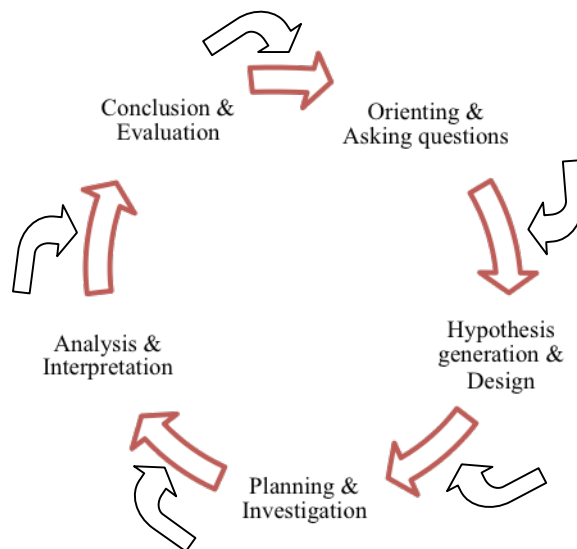 Conclusion &
Evaluation
Orienting &
Asking questions
Hypothesis
generation &
Design
Planning &
Investigation
Analysis &
Interpretation